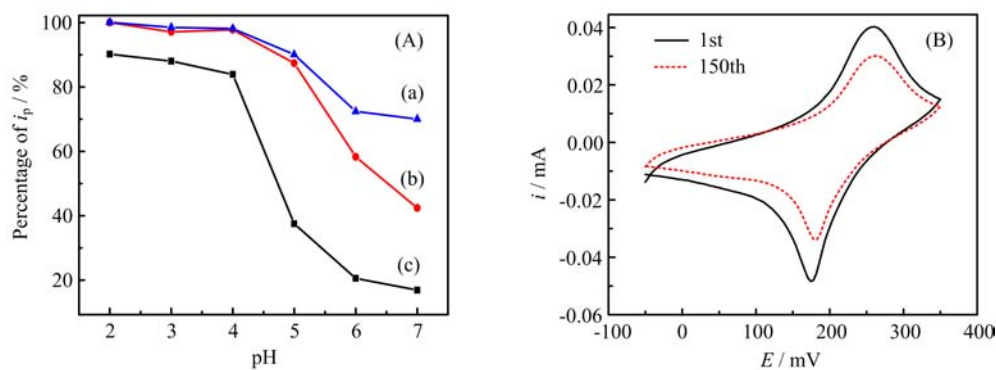 (A)
(a)
(b)
(c)
Percentage of ip / %
100
80
60
40
20
2 3 4 5 6 7
pH
(B)
1st
150th
i / mA
0.04
0.02
0.00
-0.02
-0.04
-0.06
-100 0 100 200 300 400
E / mV